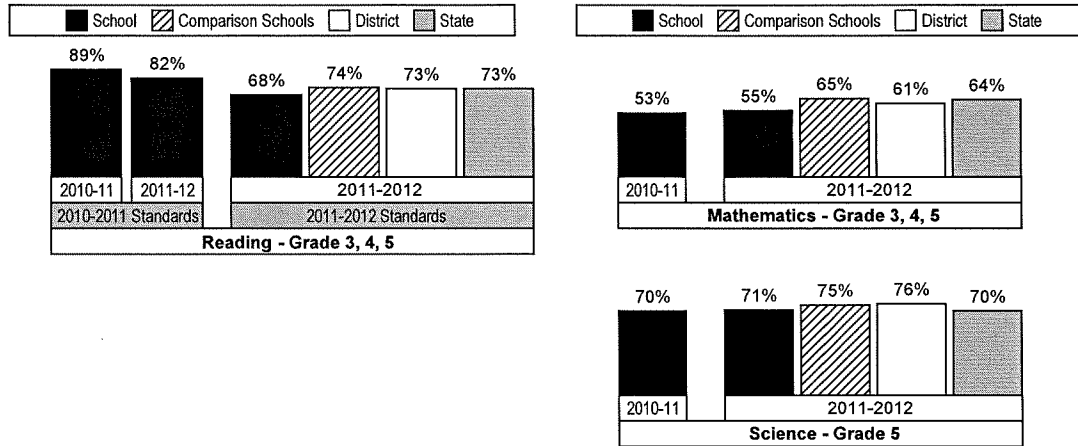 School Comparison Schools District State
89% 82% 68% 74% 73% 73%
2010-11 2011-12 2011-2012
2010-2011 Standards 2011-2012 Standards
Reading - Grade 3, 4, 5
School Comparison Schools District State
53% 55% 65% 61% 64%
2010-11 2011-2012
Mathematics - Grade 3, 4, 5
70% 71% 75% 76% 70%
2010-11 2011-2012
Science - Grade 5